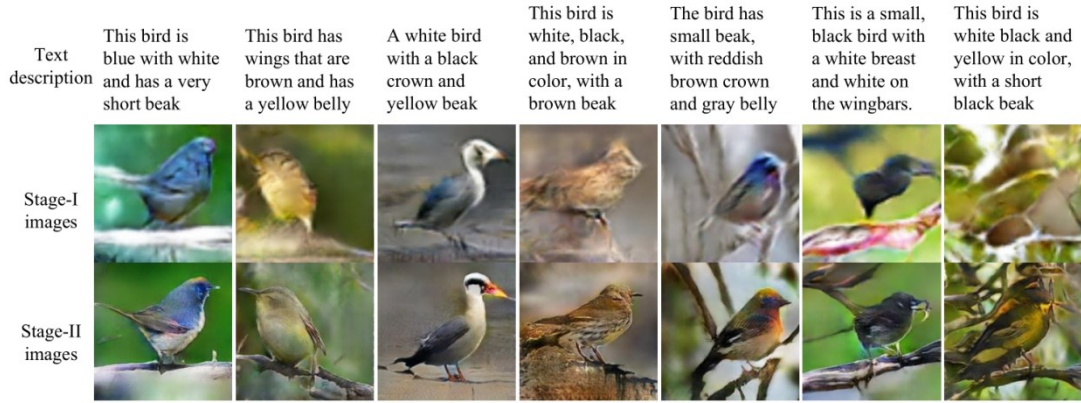 Text
description
This bird is
blue with white
and has a very
short beak
This bird has
wings that are
brown and has
a yellow belly
A white bird
with a black
crown and
yellow beak
This bird is
white, black,
and brown in
color, with a
brown beak
The bird has
small beak,
with reddish
brown crown
and gray belly
This is a small,
black bird with
a white breast
and white on
the wingbars.
This bird is
white black and
yellow in color,
with a short
black beak
Stage-I
images
Stage-II
images